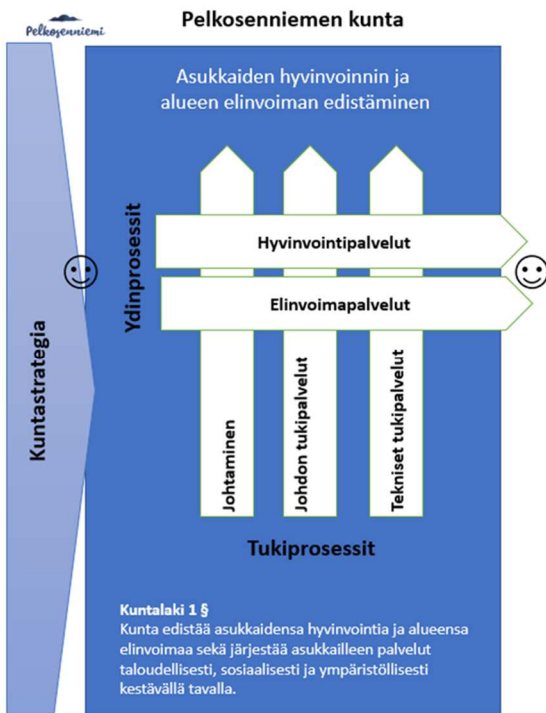 Pelkosenniemi
Pelkosenniemen kunta
Asukkaiden hyvinvoinnin ja
alueen elinvoiman edistäminen
Kuntastrategia
Ydinprosessit
Hyvinvointipalvelut
Elinvoimapalvelut
Johtaminen
Johdon tukipalvelut
Tekniset tukipalvelut
Tukiprosessit
Kuntalaki 1 §
Kunta edistää asukkaidensa hyvinvointia ja alueensa
elinvoimaa sekä järjestää asukkailleen palvelut
taloudellisesti, sosiaalisesti ja ympäristöllisesti
kestävällä tavalla.